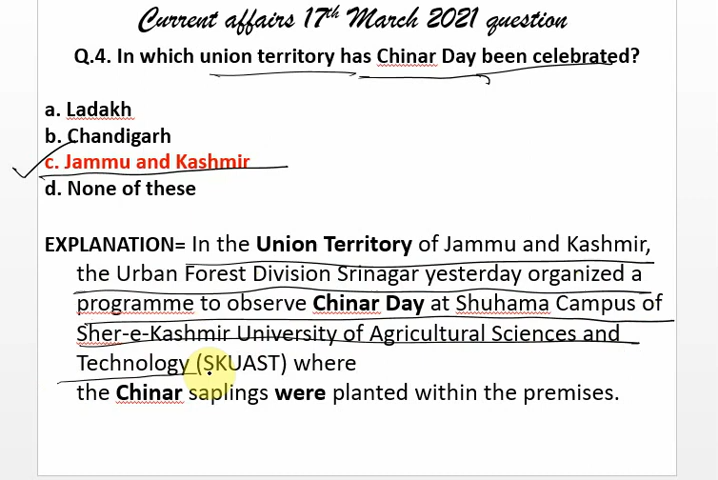 Current affairs 17th March 2021 question
Q.4. In which union territory has Chinar Day been celebrated?
a. Ladakh
b. Chandigarh
c. Jammu and Kashmir
d. None of these
EXPLANATION= In the Union Territory of Jammu and Kashmir,
the Urban Forest Division Srinagar yesterday organized a
programme to observe Chinar Day at Shuhama Campus of
Sher-e-Kashmir University of Agricultural Sciences and
Technology (SKUAST) where
the Chinar saplings were planted within the premises.